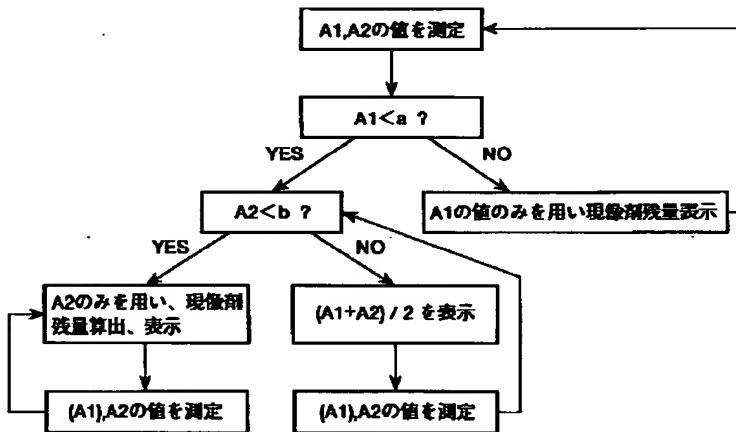 A1,A2の値を測定
A1<a ?
YES
NO
A2<b ?
A1の値のみを用い現像剤残量表示
YES
NO
A2のみを用い、現像剤
残量算出、表示
(A1+A2) / 2 を表示
(A1),A2の値を測定
(A1),A2の値を測定